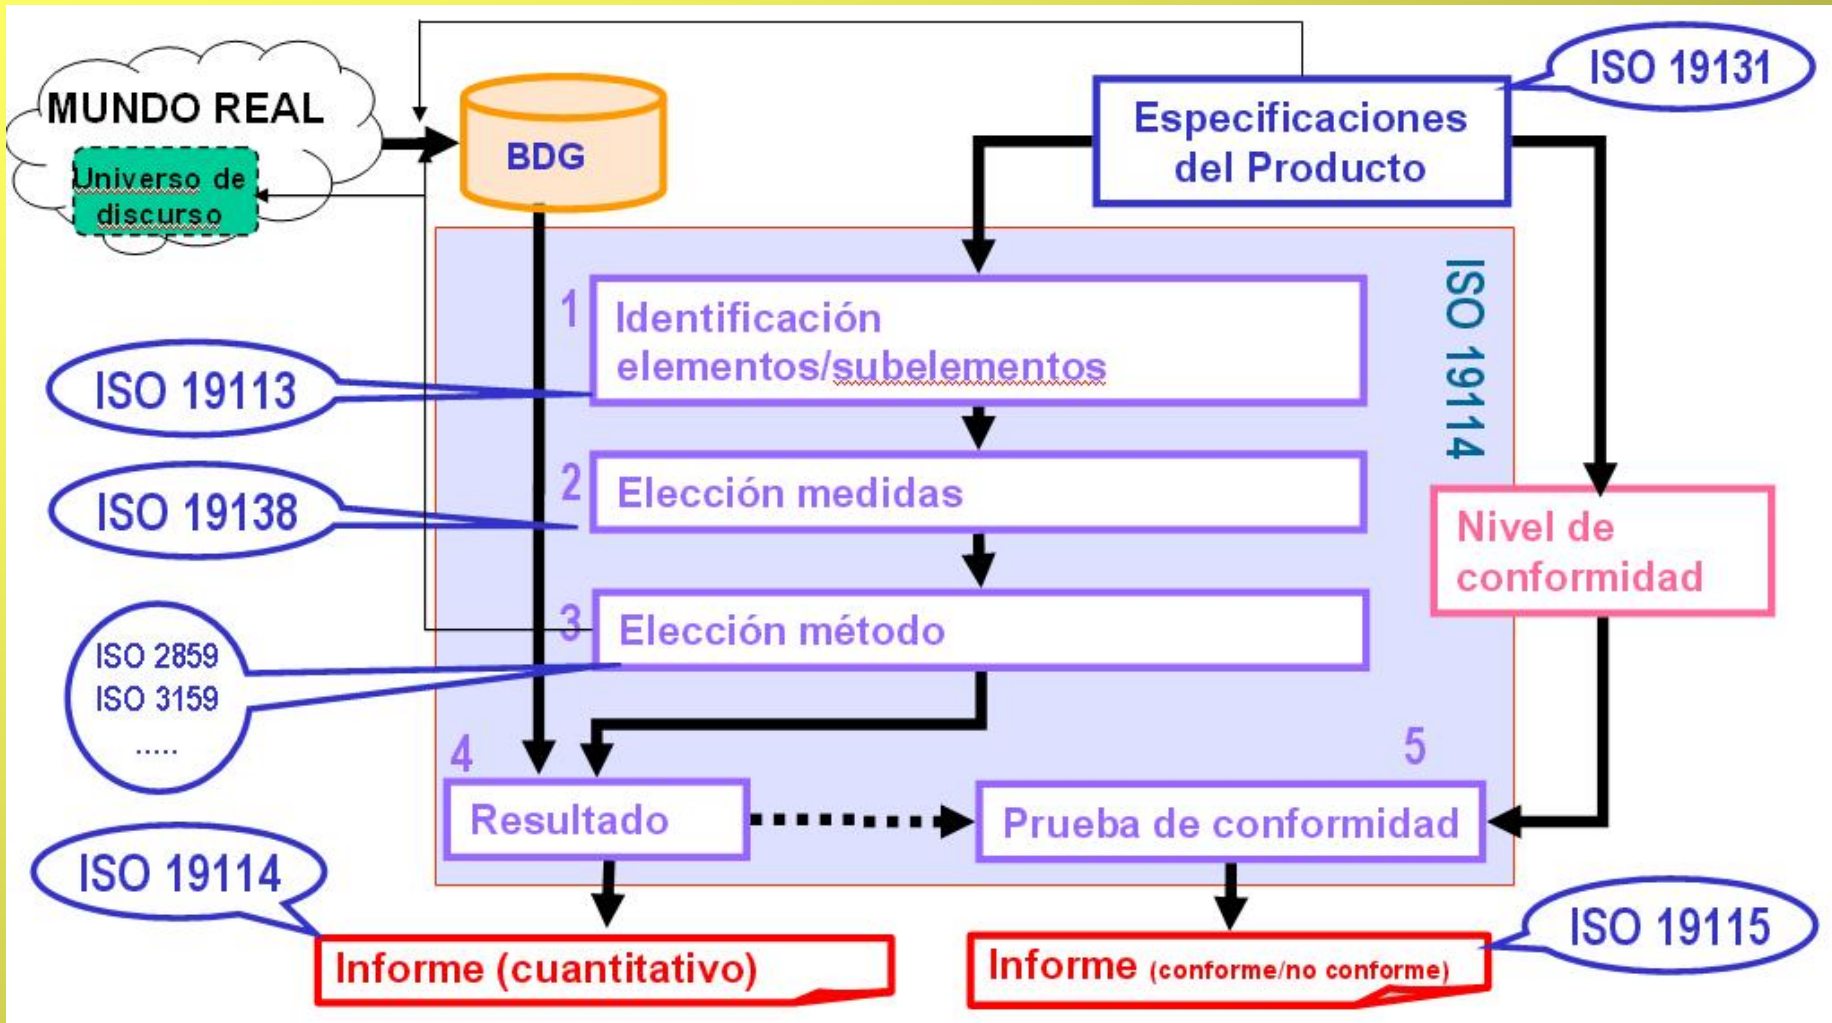 MUNDO REAL
Universo de
discurso
BDG
Especificaciones
del Producto
ISO 19131
ISO 19114
1
Identificación
elementos/subelementos
ISO 19113
2
Elección medidas
ISO 19138
Nivel de
conformidad
3
Elección método
ISO 2859
ISO 3159
.....
4
Resultado
5
Prueba de conformidad
ISO 19114
Informe (cuantitativo)
Informe (conforme/no conforme)
ISO 19115